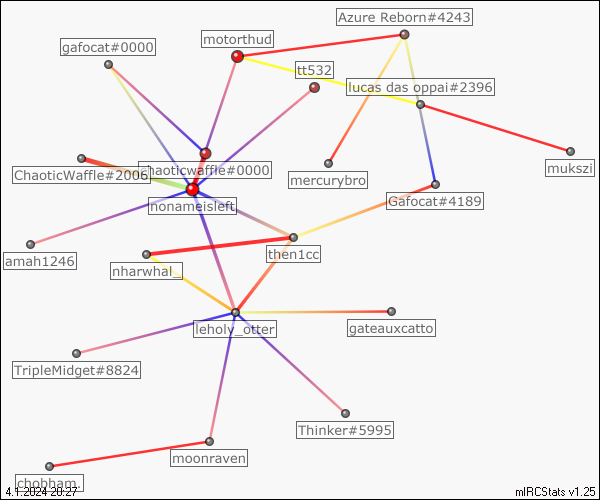 Azure Reborn#4243
gafocat#0000
motorthud
tt532
lucas das oppai#2396
chaoticwaffle#0000
mukszi
ChaoticWaffle#2006
mercurybro
nonameisleft
Gafocat#4189
amah1246
then1cc
nharwhal_
leholy_otter
gateauxcatto
TripleMidget#8824
Thinker#5995
moonraven
chobham.
4.1.2024 20:27
mIRCStats v1.25